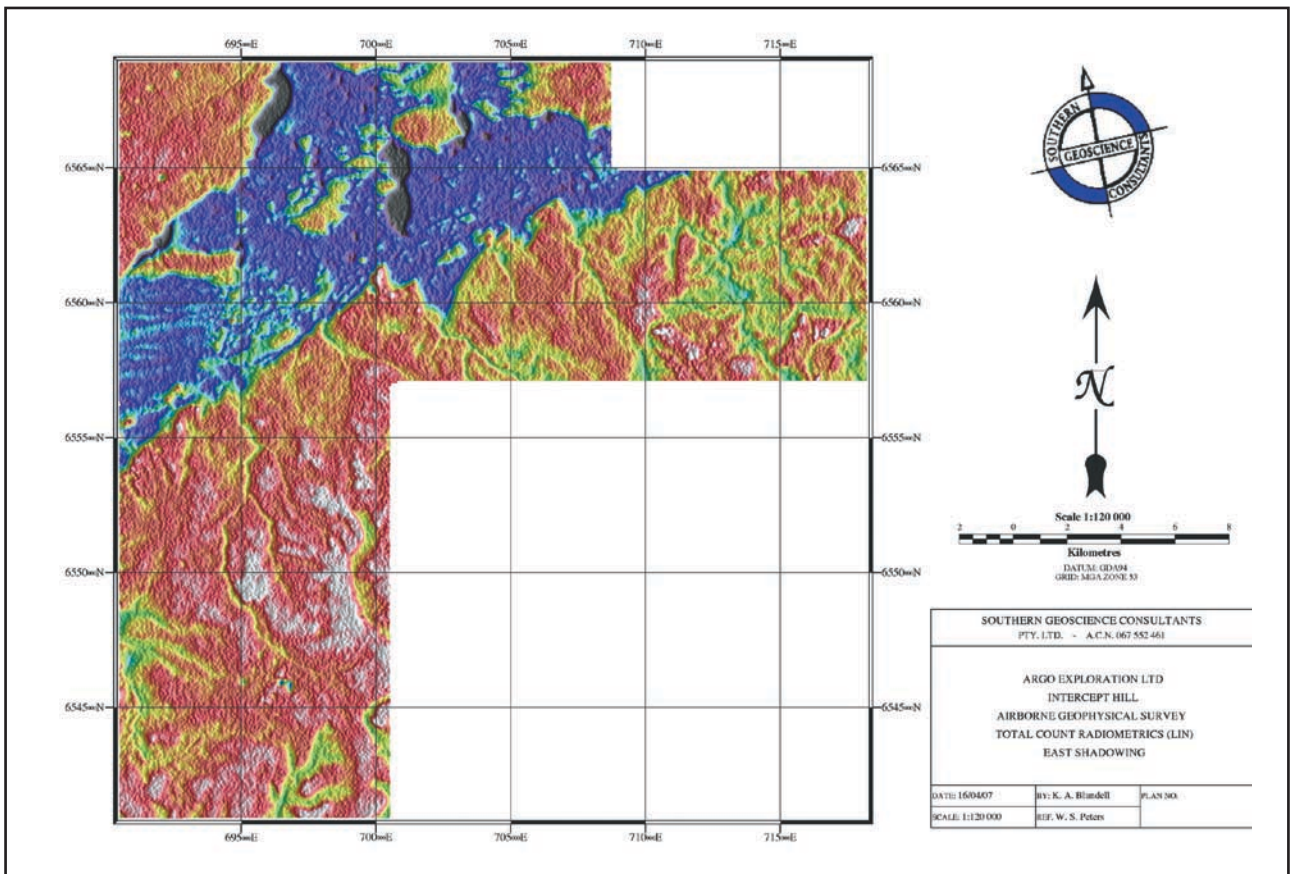 695000E 700000E 705000E 710000E 715000E
6565000N 6565000N
6560000N 6560000N
6555000N 6555000N
6550000N 6550000N
6545000N 6545000N
695000E 700000E 705000E 710000E 715000E
SOUTHERN
GEOSCIENCE
CONSULTANTS
N
Scale 1:120 000
2 0 2 4 6 8
Kilometres
DATUM: GDA94
GRID: MGA ZONE 53
SOUTHERN GEOSCIENCE CONSULTANTS
PTY. LTD. - A.C.N. 067 552 461
ARGO EXPLORATION LTD
INTERCEPT HILL
AIRBORNE GEOPHYSICAL SURVEY
TOTAL COUNT RADIOMETRICS (LIN)
EAST SHADOWING
DATE: 16/04/07 BY: K. A. Blundell PLAN NO:
SCALE: 1:120 000 REF. W. S. Peters